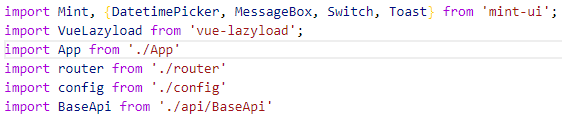 import Mint, {DatetimePicker, MessageBox, Switch, Toast} from 'mint-ui';
import VueLazyload from 'vue-lazyload';
import App from './App'
import router from './router'
import config from './config'
import BaseApi from './api/BaseApi'